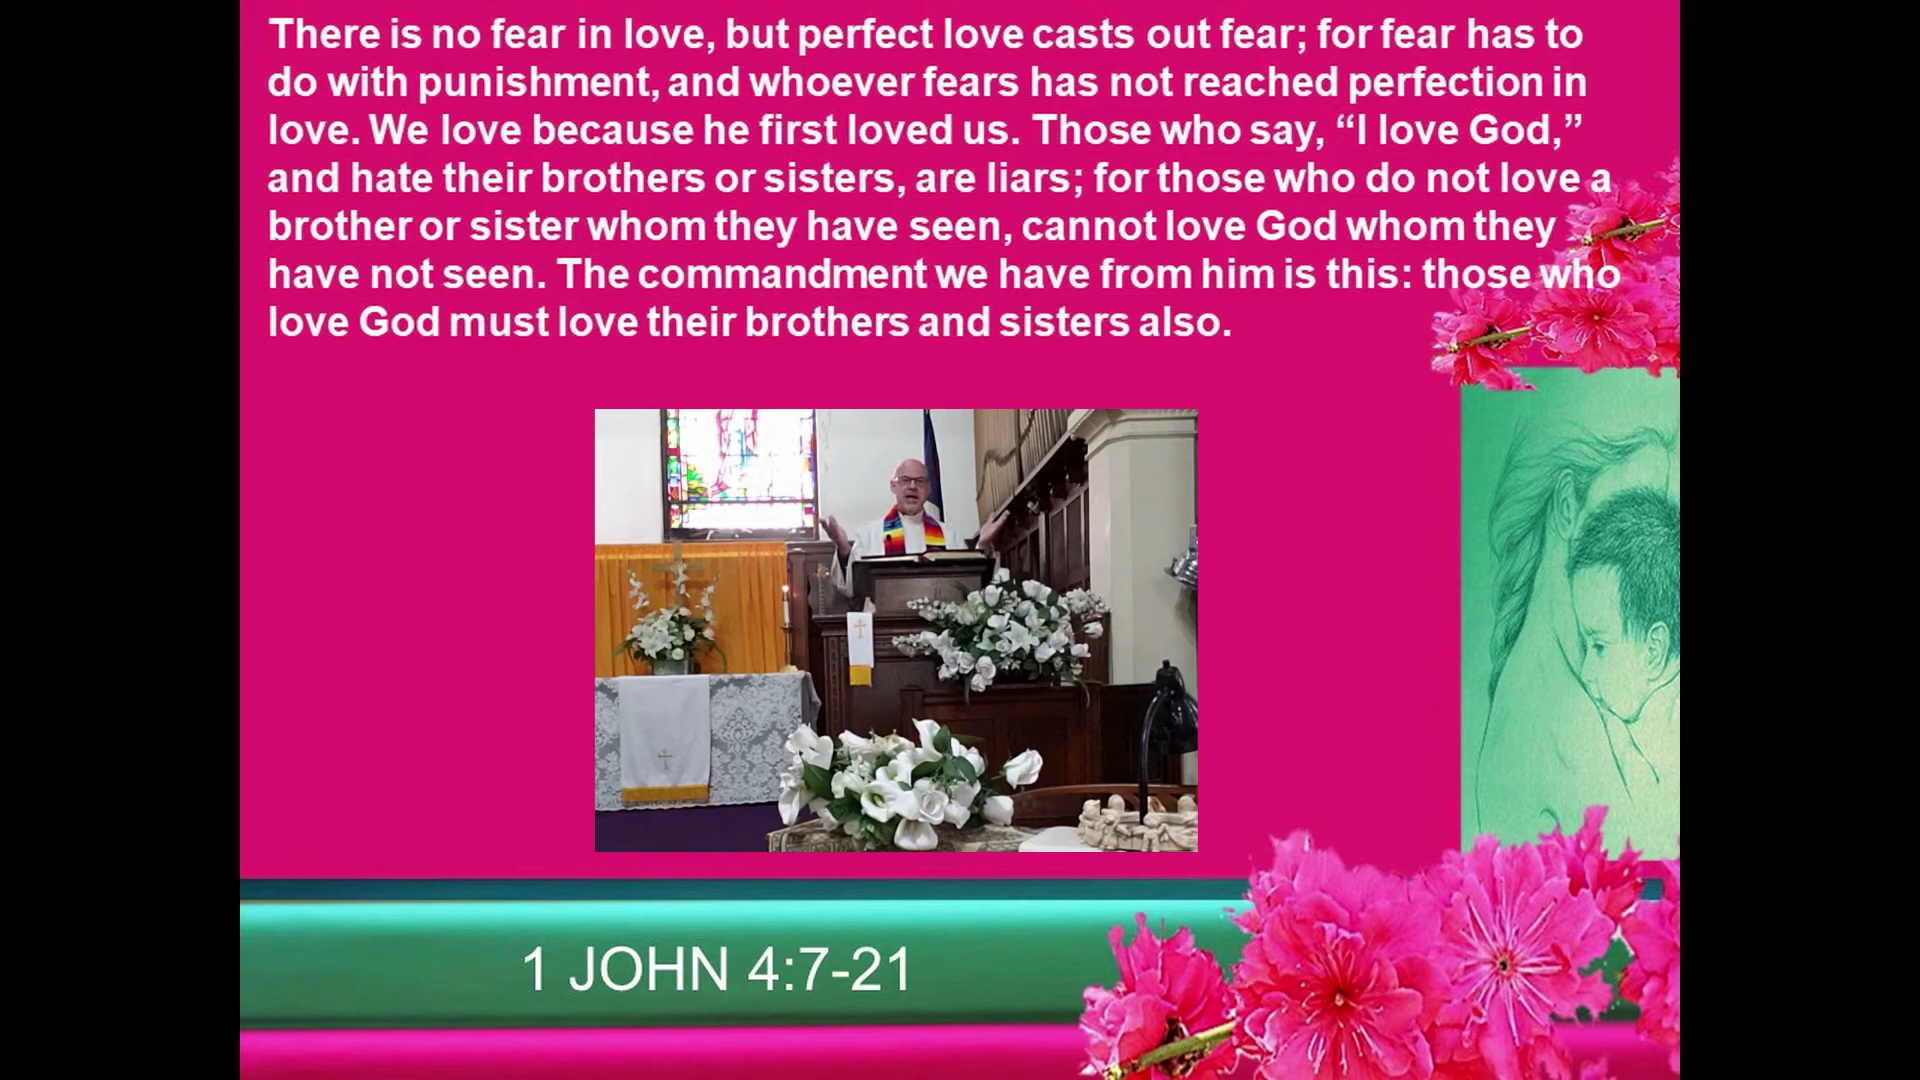 There is no fear in love, but perfect love casts out fear; for fear has to
do with punishment, and whoever fears has not reached perfection in
love. We love because he first loved us. Those who say, “I love God,”
and hate their brothers or sisters, are liars; for those who do not love a
brother or sister whom they have seen, cannot love God whom they
have not seen. The commandment we have from him is this: those who
love God must love their brothers and sisters also.
1 JOHN 4:7-21